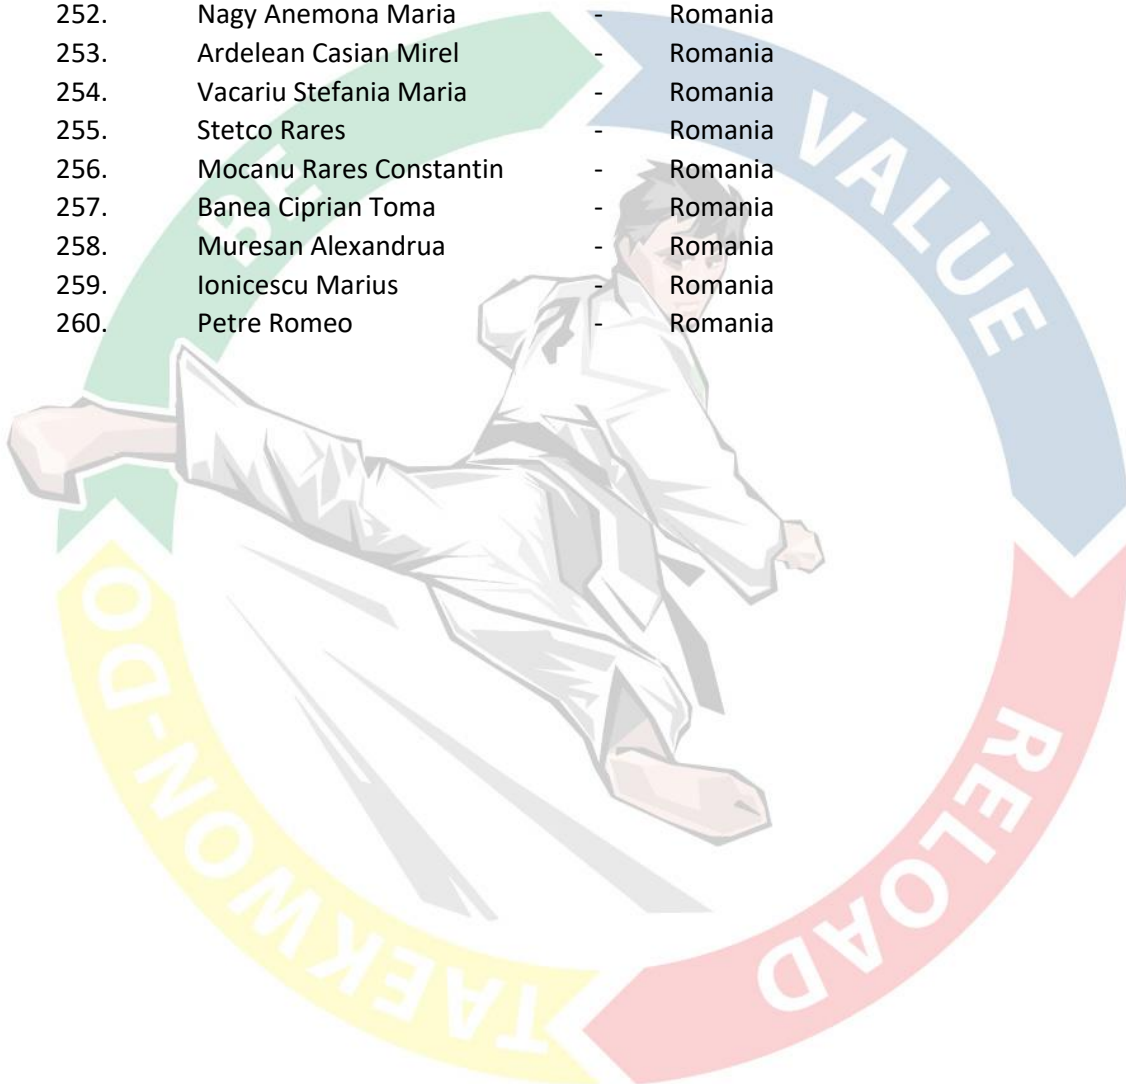 252. Nagy Anemona Maria - Romania
253. Ardelean Casian Mirel - Romania
254. Vacariu Stefania Maria - Romania
255. Stetco Rares - Romania
256. Mocanu Rares Constantin - Romania
257. Banea Ciprian Toma - Romania
258. Muresan Alexandrua - Romania
259. Ionicescu Marius - Romania
260. Petre Romeo - Romania
BE
VALUE
RELOAD
TAEKWON-DO